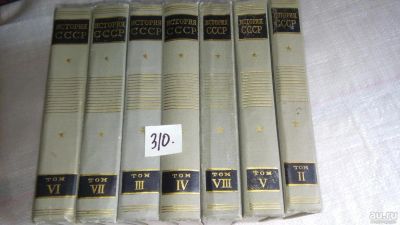 ИСТОРИЯ
СССР
ТОМ
VI
ИСТОРИЯ
СССР
ТОМ
VII
ИСТОРИЯ
СССР
ТОМ
III
ИСТОРИЯ
СССР
ТОМ
IV
ИСТОРИЯ
СССР
ТОМ
VIII
ИСТОРИЯ
СССР
ТОМ
V
ИСТОРИЯ
СССР
ТОМ
II
310.
au.ru